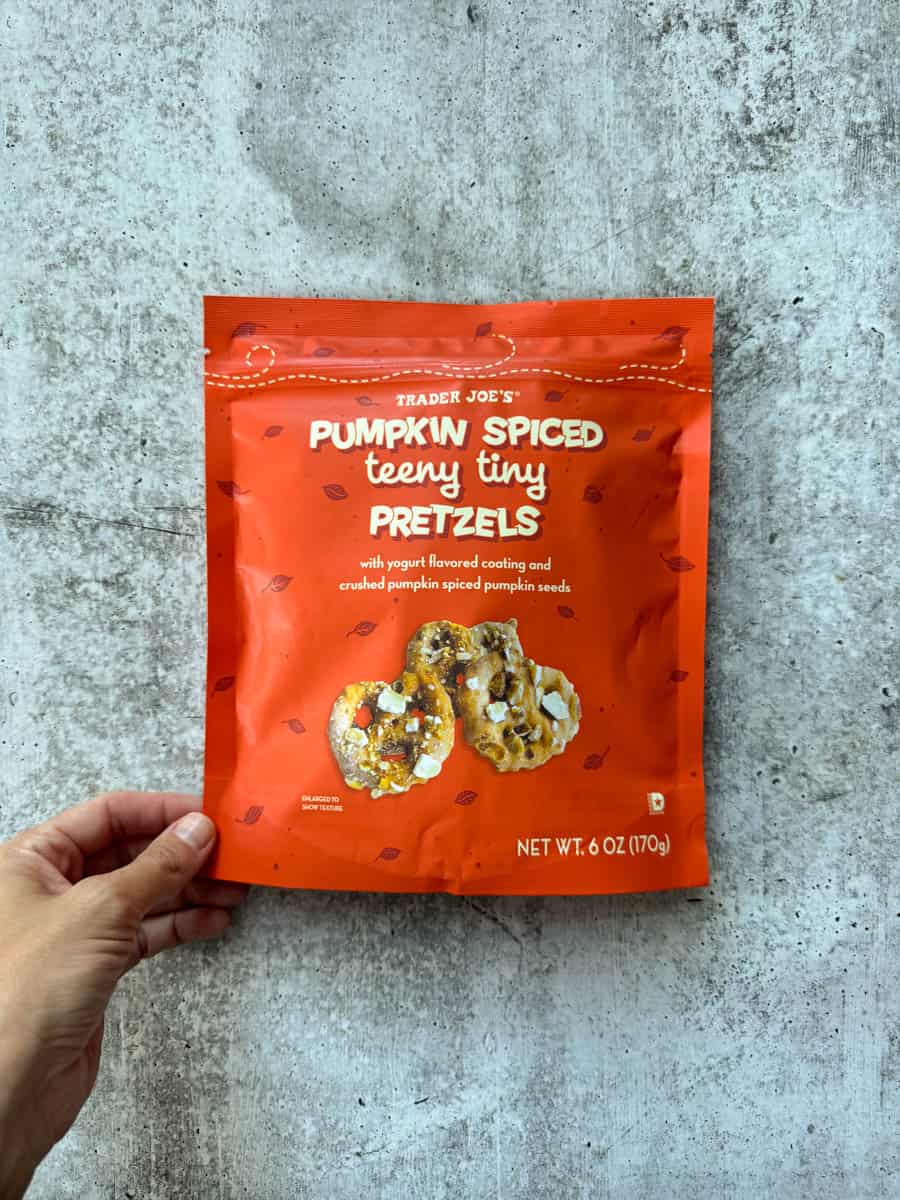 TRADER JOE'S®
PUMPKIN SPICED
teeny tiny
PRETZELS
with yogurt flavored coating and
crushed pumpkin spiced pumpkin seeds
ENLARGED TO
SHOW TEXTURE
NET WT. 6 OZ (170g)